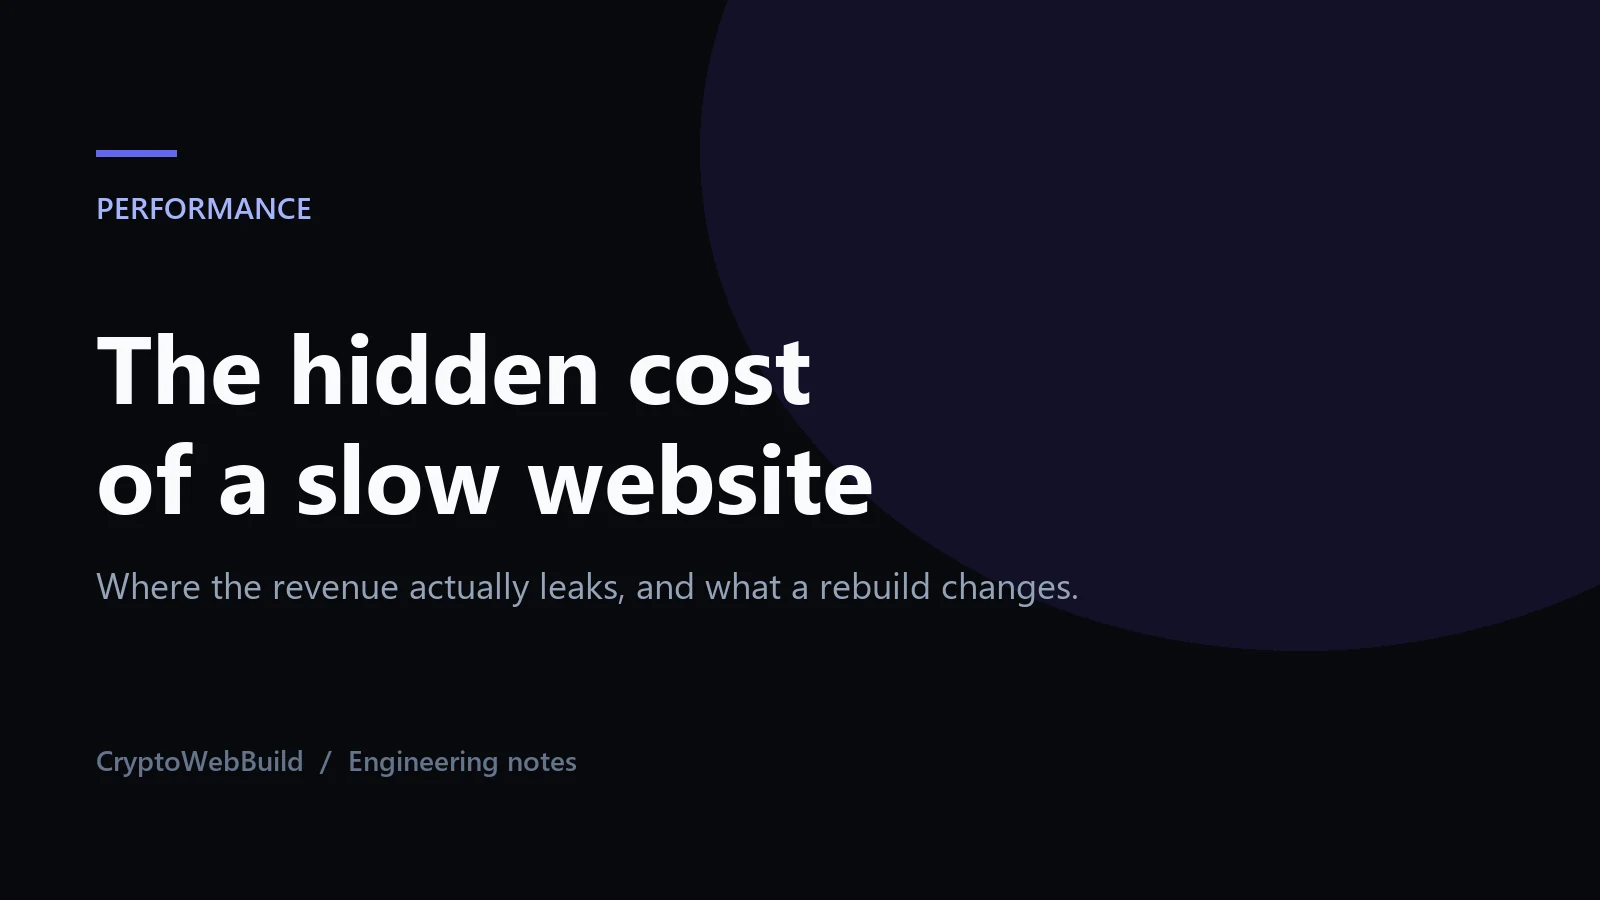 PERFORMANCE
The hidden cost
of a slow website
Where the revenue actually leaks, and what a rebuild changes.
CryptoWebBuild / Engineering notes